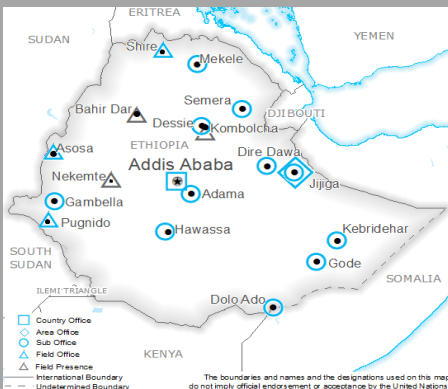 ERITREA
SUDAN
YEMEN
Shire
Mekele
Semera
Bahir Dar
DJIBOUTI
Dessie
Kombolcha
ETHIOPIA
Asosa
Addis Ababa
Dire Dawa
Nekemte
Jijiga
Gambella
Adama
Pugnido
Hawassa
Kebridehar
SOUTH
SUDAN
Gode
SOMALIA
ILEMI TRIANGLE
Dolo Ado
Country Office
Area Office
Sub Office
Field Office
Field Presence
KENYA
International Boundary
Undetermined Boundary
The boundaries and names and the designations used on this map
do not imply official endorsement or acceptance by the United Nations